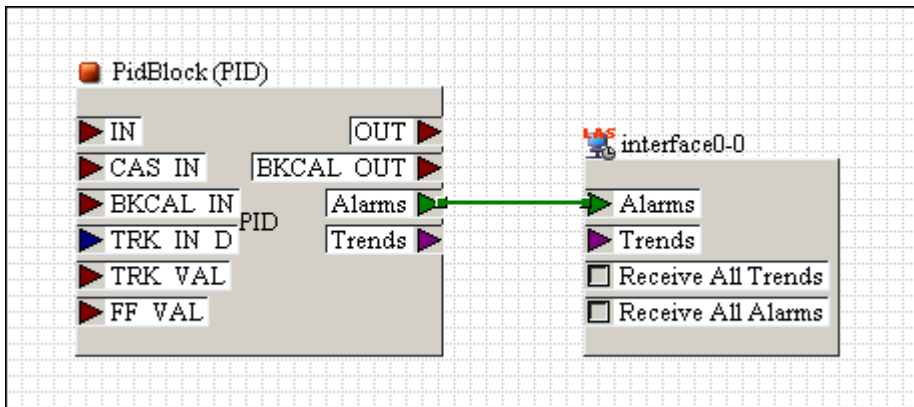 PidBlock (PID)
IN
OUT
CAS IN
BKCAL OUT
BKCAL IN
Alarms
PID
TRK IN D
Trends
TRK VAL
FF VAL
LAS
interface0-0
Alarms
Trends
Receive All Trends
Receive All Alarms